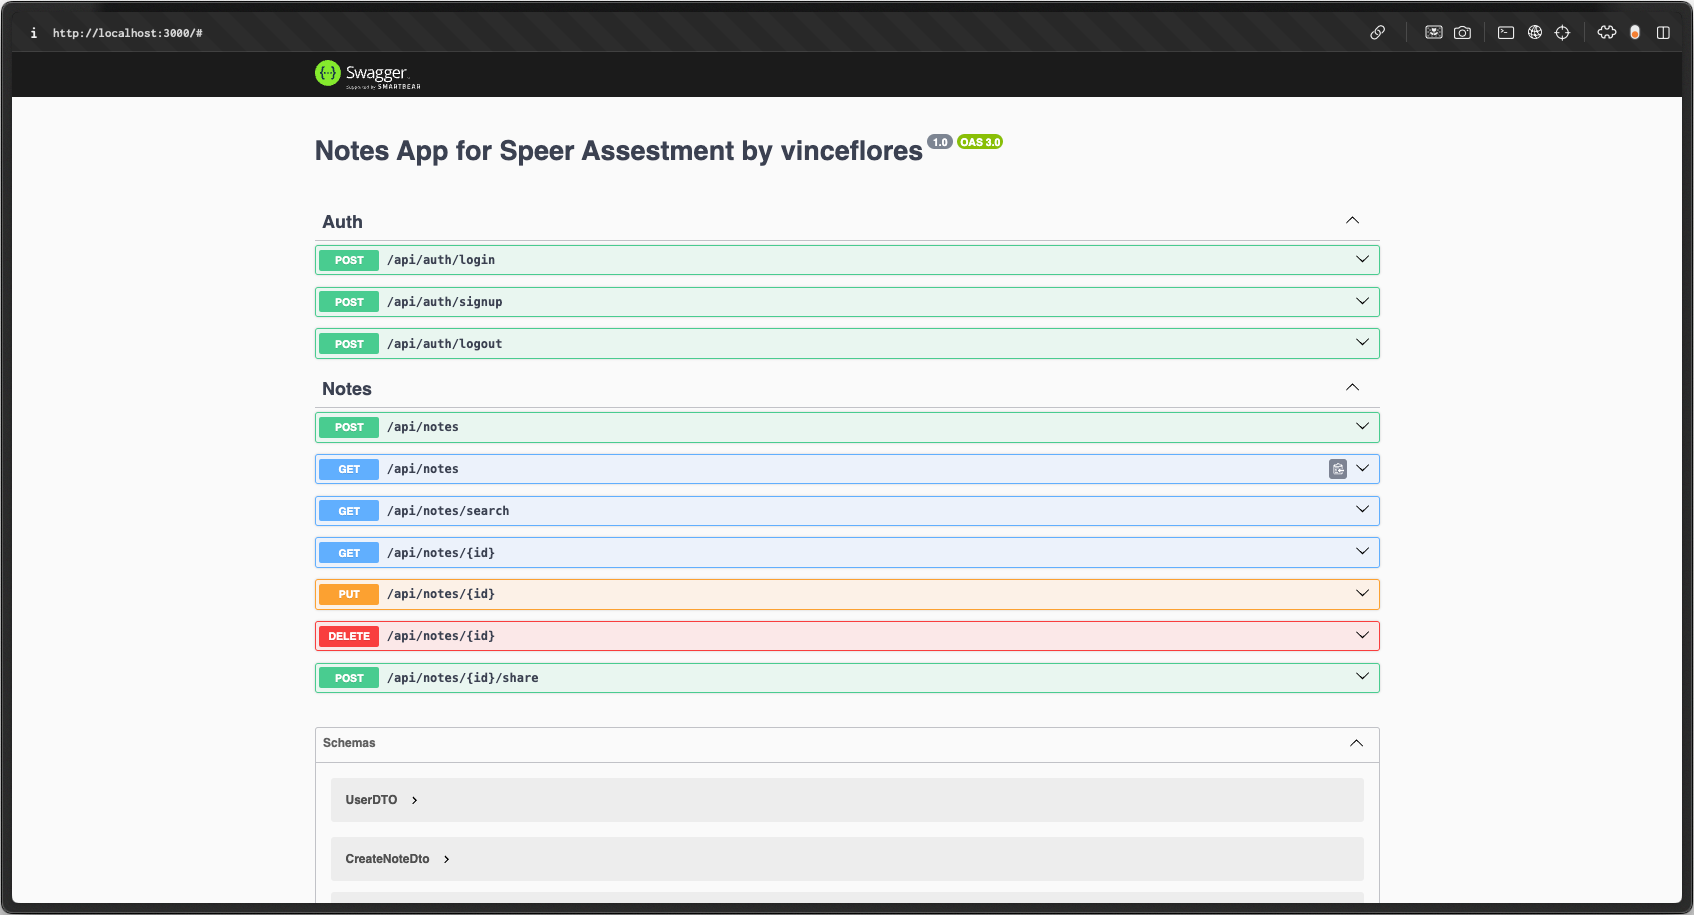 i http://localhost:3000/#
Swagger
Supported by SMARTBEAR
Notes App for Speer Assestment by vinceflores 1.0 OAS 3.0
Auth
POST /api/auth/login
POST /api/auth/signup
POST /api/auth/logout
Notes
POST /api/notes
GET /api/notes
GET /api/notes/search
GET /api/notes/{id}
PUT /api/notes/{id}
DELETE /api/notes/{id}
POST /api/notes/{id}/share
Schemas
UserDTO
CreateNoteDto